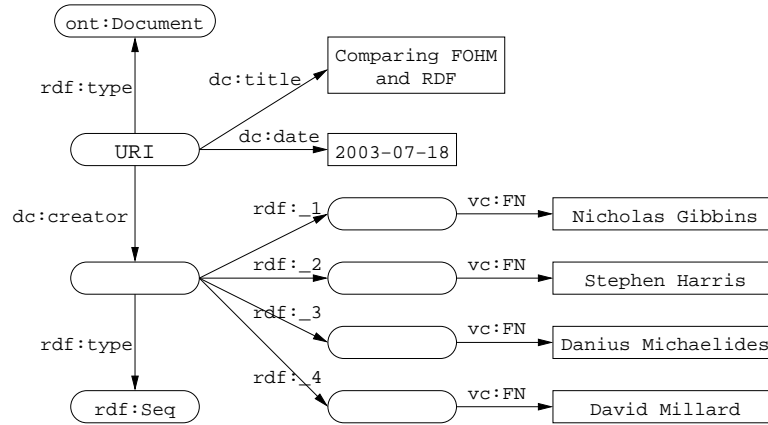 ont:Document
Comparing FOHM
and RDF
dc:title
rdf:type
dc:date
URI
2003-07-18
rdf:_1
vc:FN
Nicholas Gibbins
dc:creator
rdf:_2
vc:FN
Stephen Harris
rdf:_3
vc:FN
Danius Michaelides
rdf:type
rdf:_4
vc:FN
David Millard
rdf:Seq